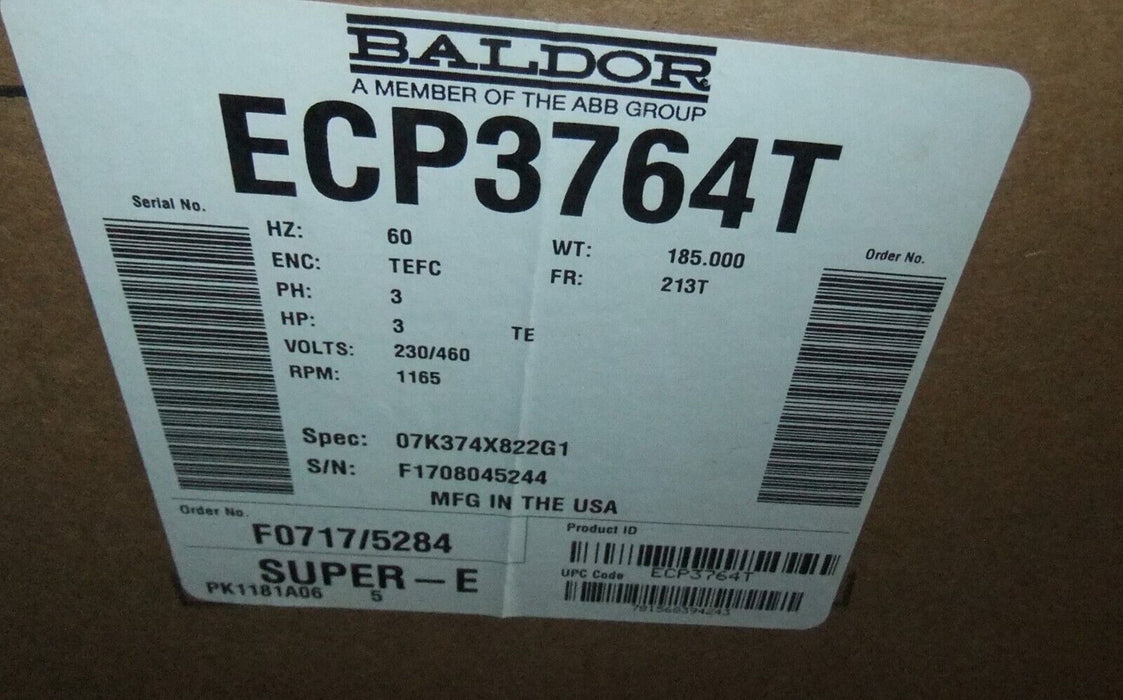 BALDOR
A MEMBER OF THE ABB GROUP
ECP3764T
Serial No.
Order No.
HZ: 60 WT: 185.000
ENC: TEFC FR: 213T
PH: 3
HP: 3 TE
VOLTS: 230/460
RPM: 1165
Spec: 07K374X822G1
S/N: F1708045244
MFG IN THE USA
Order No.
F0717/5284
SUPER-E
PK1181A06 5
Product ID
ECP3764T
UPC Code